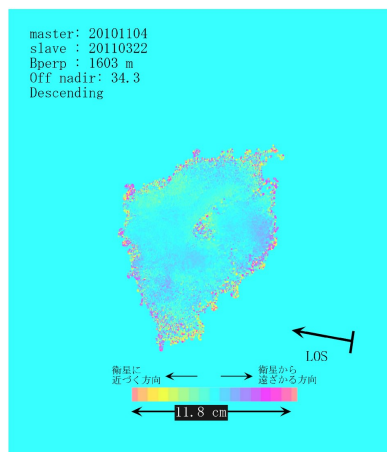 master: 20101104
slave : 20110322
Bperp : 1603 m
Off nadir: 34.3
Descending
LOS
衛星に
近づく方向
衛星から
遠ざかる方向
11.8 cm